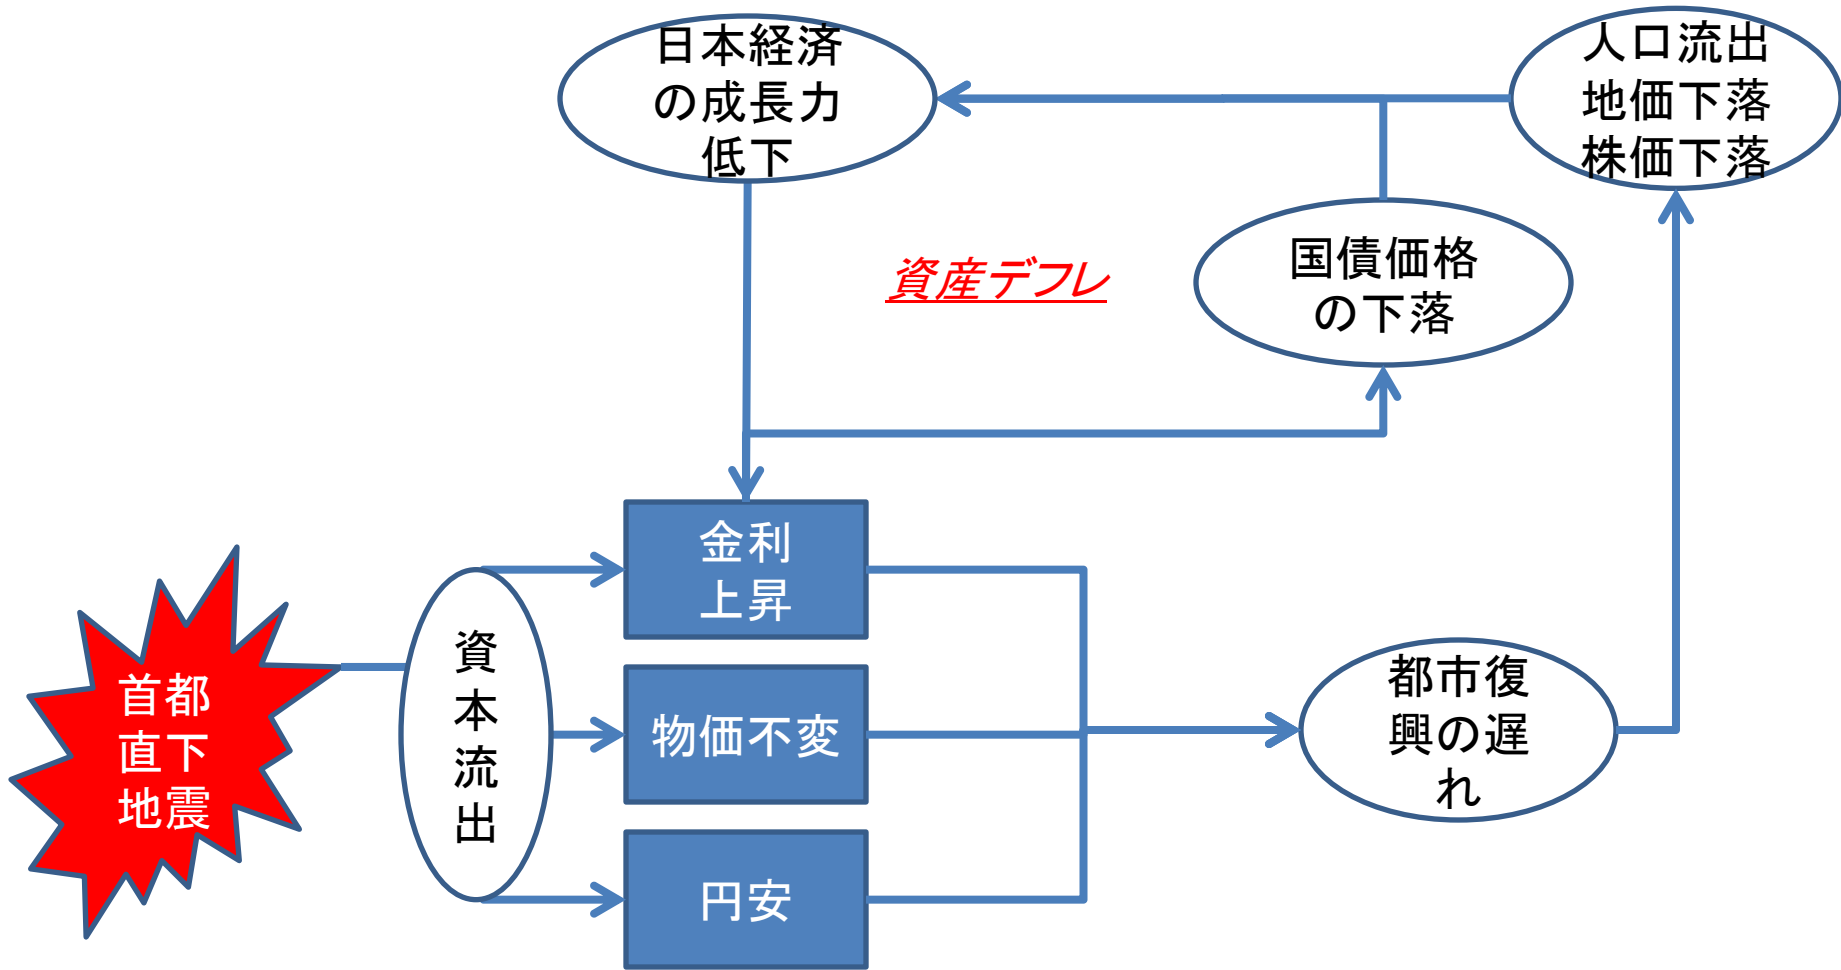 日本経済
の成長力
低下
人口流出
地価下落
株価下落
国債価格
の下落
資産デフレ
金利
上昇
首都
直下
地震
資
本
流
出
物価不変
円安
都市復
興の遅
れ